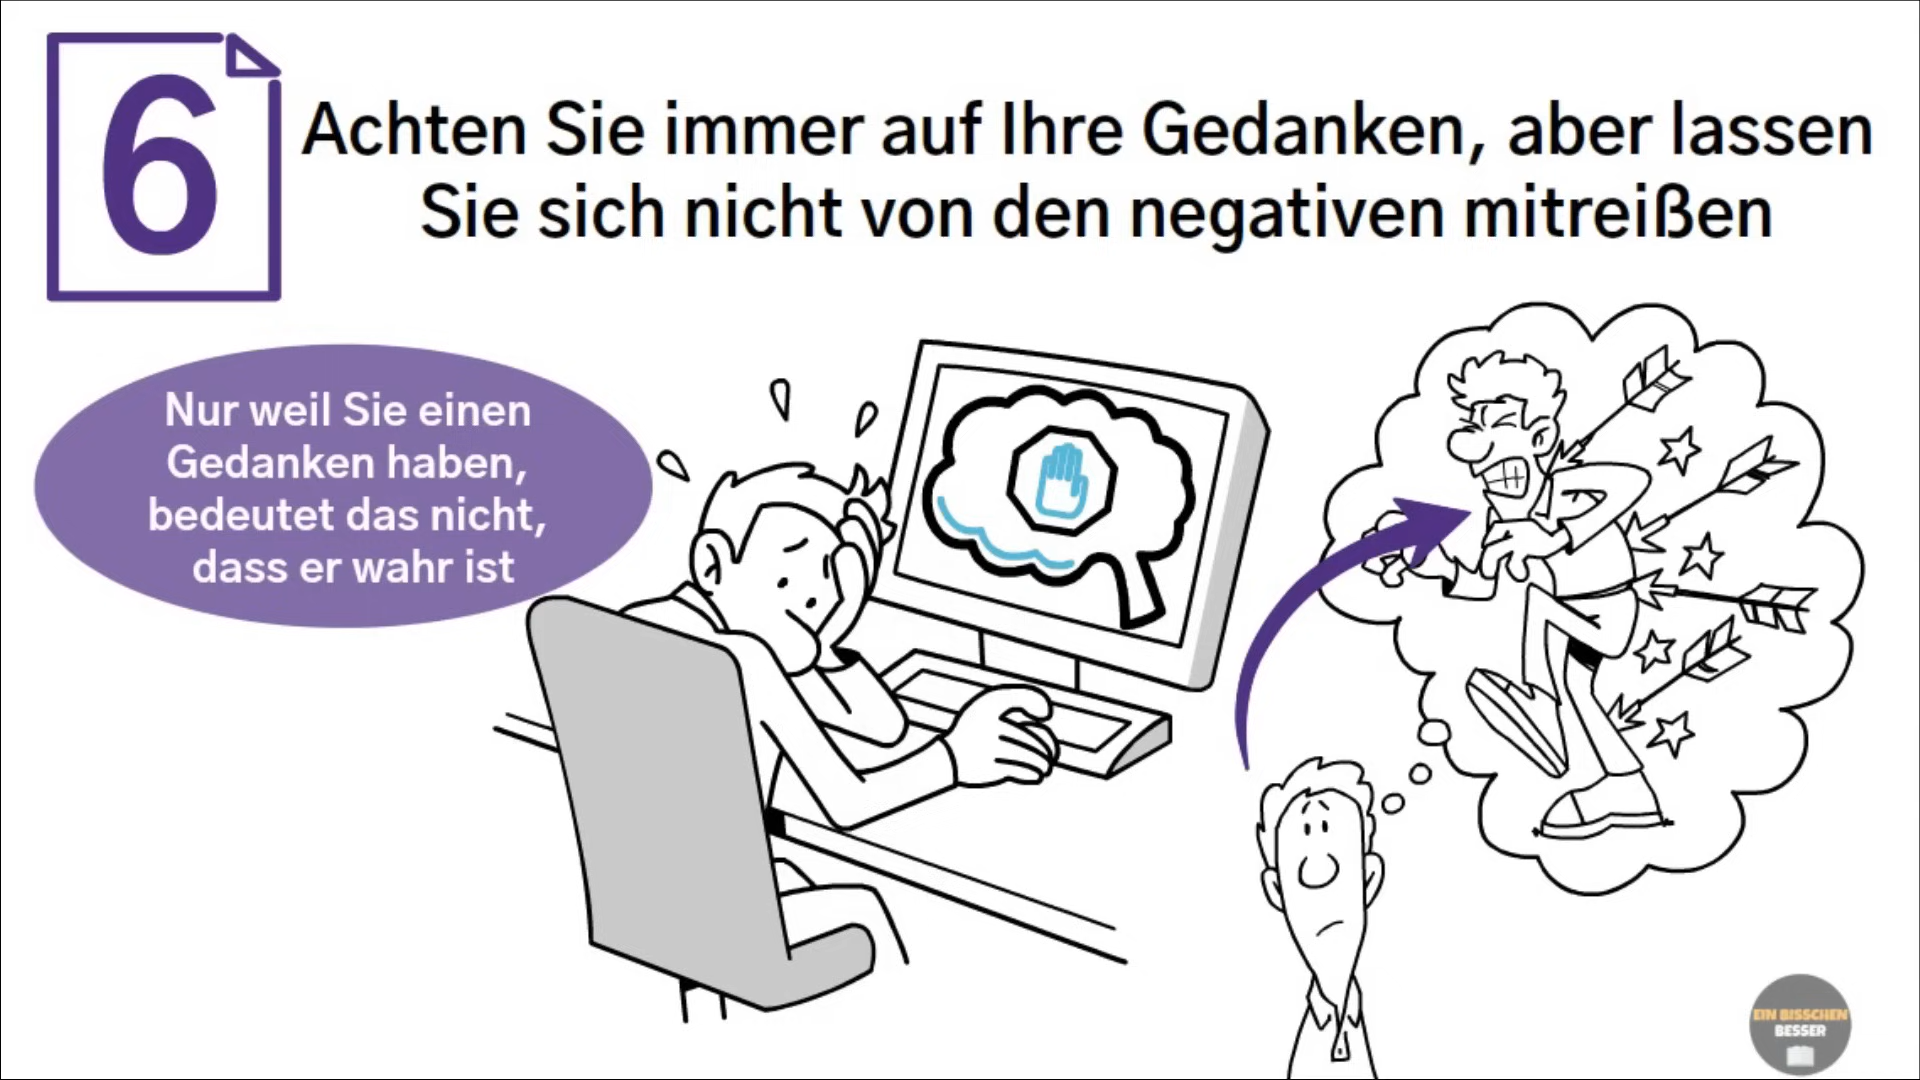 6
Achten Sie immer auf Ihre Gedanken, aber lassen
Sie sich nicht von den negativen mitreißen
Nur weil Sie einen
Gedanken haben,
bedeutet das nicht,
dass er wahr ist
EIN BISSCHEN
BESSER